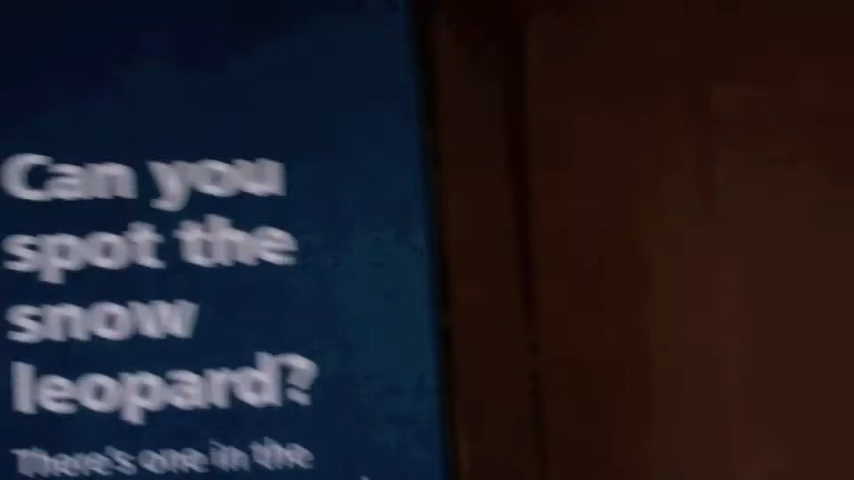 Can you
spot the
snow
leopard?
There's one in the